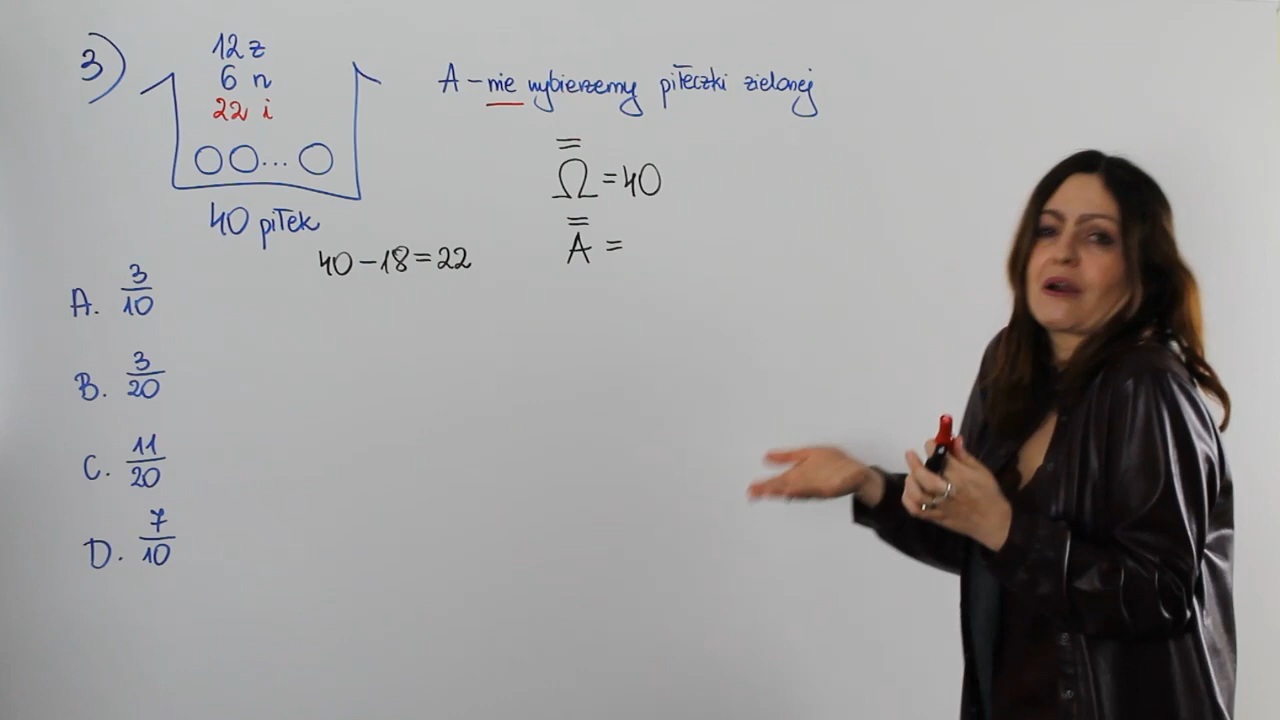 3)
12 z
6 n
22 i
40 piłek
A – nie wybierzemy piłeczki zielonej
Ω = 40
A =
40 – 18 = 22
A. 3/10
B. 3/20
C. 11/20
D. 7/10